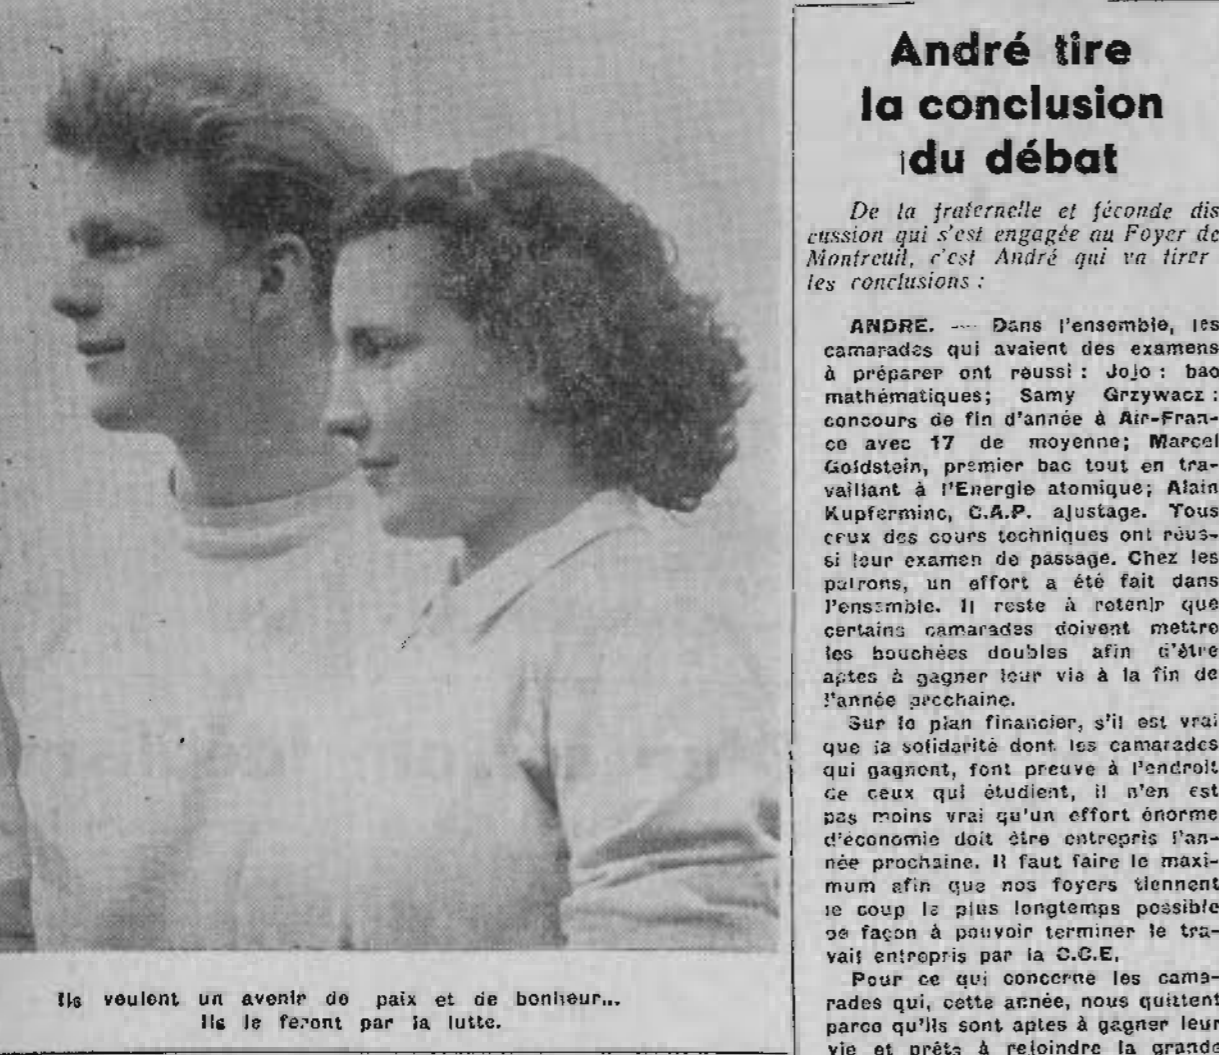 Ils veulent un avenir de paix et de bonheur...
Ils le feront par la lutte.
André tire
la conclusion
du débat
De la fraternelle et féconde dis
cussion qui s'est engagée au Foyer de
Montreuil, c'est André qui va tirer
les conclusions :
ANDRE. — Dans l'ensemble, les
camarades qui avaient des examens
à préparer ont réussi : Jojo : bac
mathématiques; Samy Grzywacz :
concours de fin d'année à Air-Fran-
ce avec 17 de moyenne; Marcel
Goldstein, premier bac tout en tra-
vaillant à l'Energie atomique; Alain
Kupferminc, C.A.P. ajustage. Tous
ceux des cours techniques ont réus-
si leur examen de passage. Chez les
patrons, un effort a été fait dans
l'ensemble. Il reste à retenir que
certains camarades doivent mettre
les bouchées doubles afin d'être
aptes à gagner leur vie à la fin de
l'année prochaine.
Sur le plan financier, s'il est vrai
que la solidarité dont les camarades
qui gagnent, font preuve à l'endroit
de ceux qui étudient, il n'en est
pas moins vrai qu'un effort énorme
d'économie doit être entrepris l'an-
née prochaine. Il faut faire le maxi-
mum afin que nos foyers tiennent
le coup le plus longtemps possible
de façon à pouvoir terminer le tra-
vail entrepris par la C.C.E.
Pour ce qui concerne les cama-
rades qui, cette année, nous quittent
parce qu'ils sont aptes à gagner leur
vie et prêts à rejoindre la grande